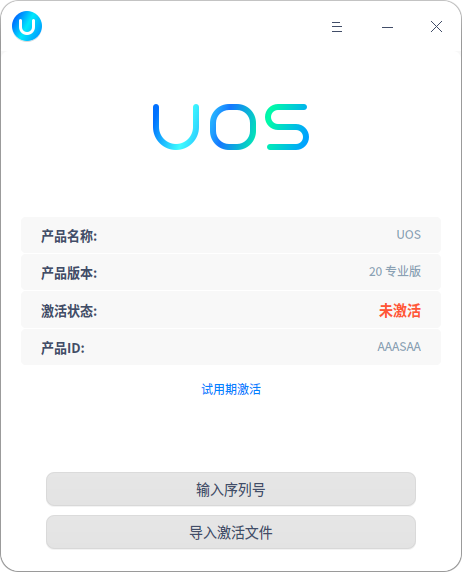 UOS
产品名称: UOS
产品版本: 20 专业版
激活状态: 未激活
产品ID: AAASAA
试用期激活
输入序列号
导入激活文件